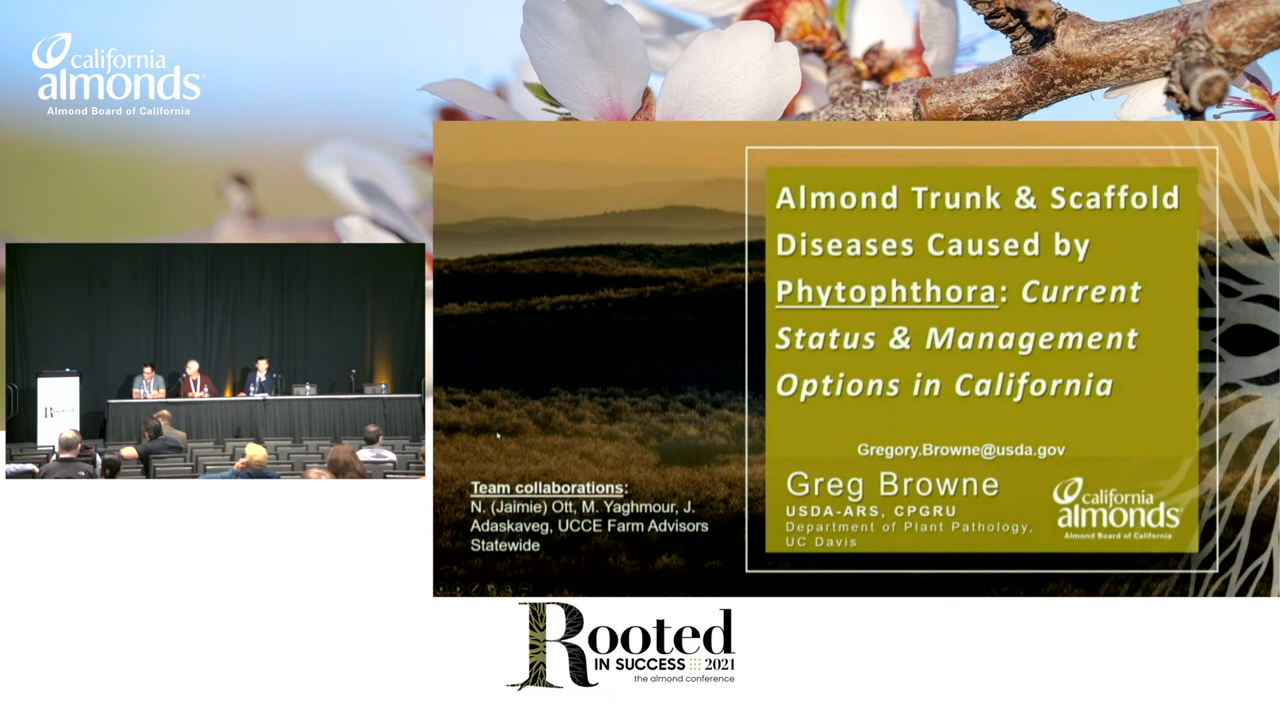 california
almonds
Almond Board of California
Almond Trunk & Scaffold
Diseases Caused by
Phytophthora: Current
Status & Management
Options in California
Gregory.Browne@usda.gov
Greg Browne
USDA-ARS, CPGRU
Department of Plant Pathology,
UC Davis
california
almonds
Almond Board of California
Team collaborations:
N. (Jaimie) Ott, M. Yaghmour, J.
Adaskaveg, UCCE Farm Advisors
Statewide
Rooted
Rooted
IN SUCCESS 2021
the almond conference